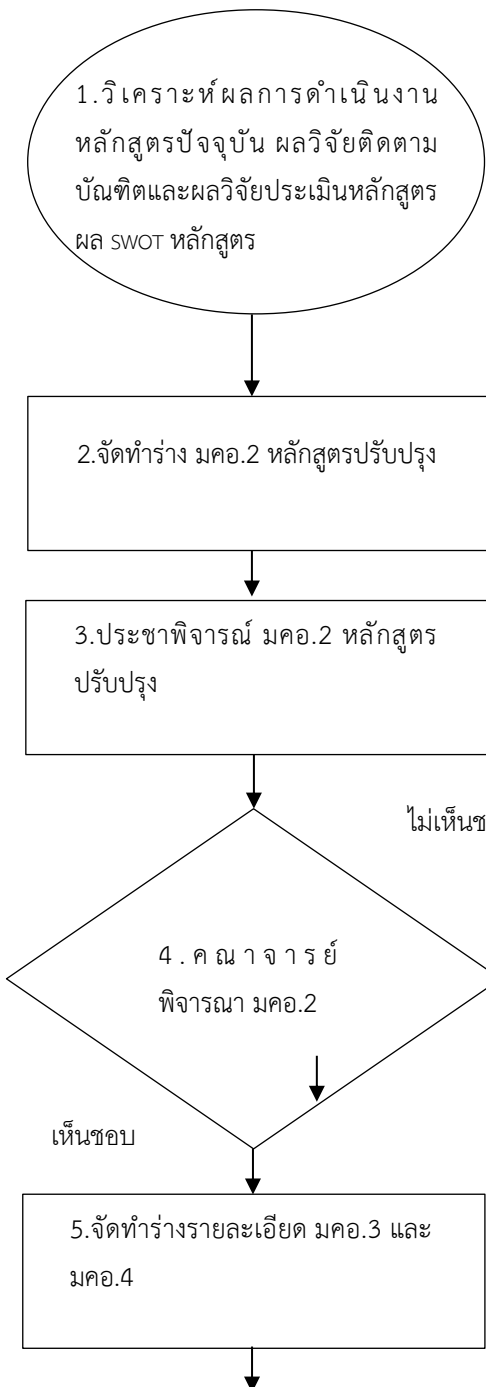 1.วิเคราะห์ผลการดำเนินงาน
หลักสูตรปัจจุบัน ผลวิจัยติดตาม
บัณฑิตและผลวิจัยประเมินหลักสูตร
ผล SWOT หลักสูตร
2.จัดทำร่าง มคอ.2 หลักสูตรปรับปรุง
3.ประชาพิจารณ์ มคอ.2 หลักสูตร
ปรับปรุง
ไม่เห็นช
4.คณาจารย์
พิจารณา มคอ.2
เห็นชอบ
5.จัดทำร่างรายละเอียด มคอ.3 และ
มคอ.4